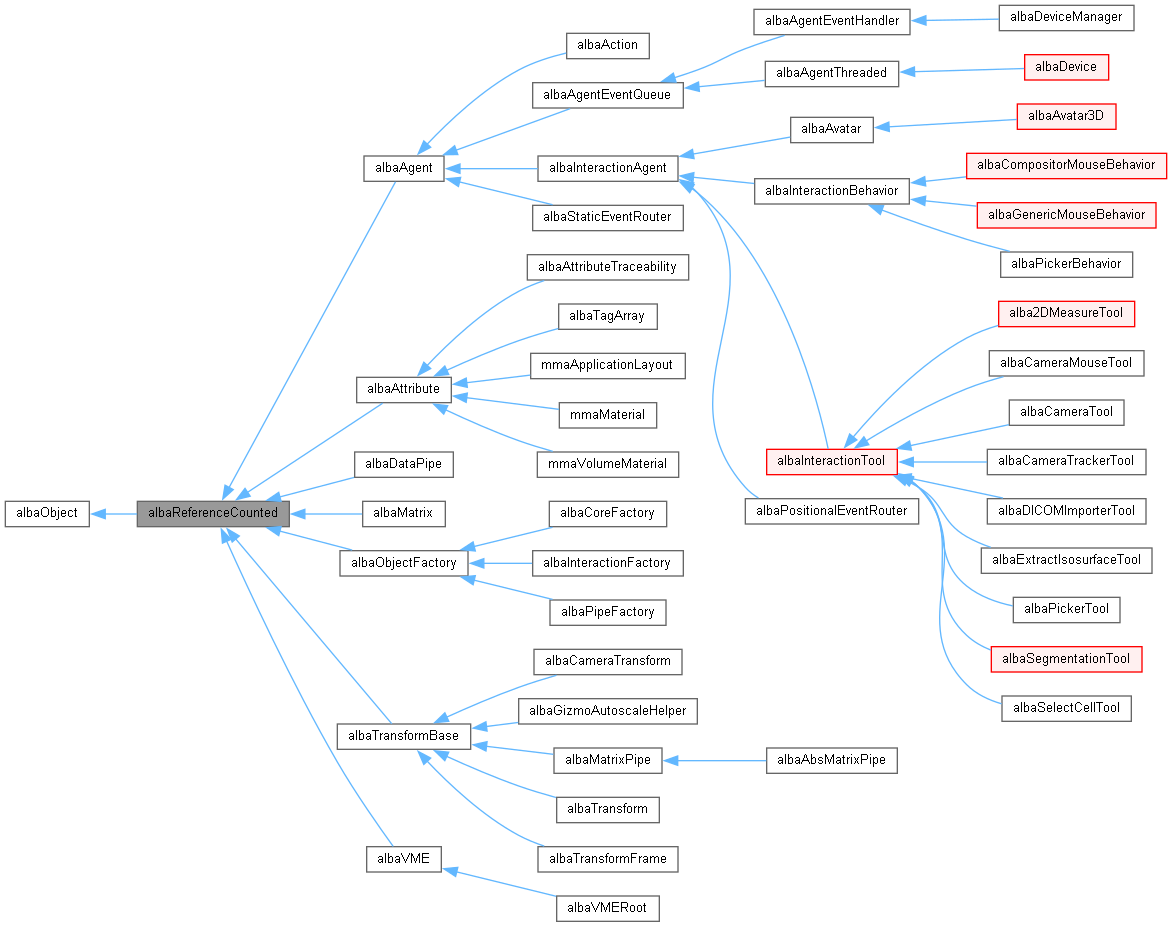 albaAgentEventHandler
albaDeviceManager
albaAction
albaAgentThreaded
albaDevice
albaAgentEventQueue
albaAvatar3D
albaAvatar
albaAgent
albaInteractionAgent
albaCompositorMouseBehavior
albaInteractionBehavior
albaStaticEventRouter
albaGenericMouseBehavior
albaAttributeTraceability
albaPickerBehavior
albaTagArray
alba2DMeasureTool
mmaApplicationLayout
albaCameraMouseTool
albaAttribute
mmaMaterial
albaCameraTool
albaDataPipe
mmaVolumeMaterial
albaInteractionTool
albaCameraTrackerTool
albaObject
albaReferenceCounted
albaMatrix
albaCoreFactory
albaPositionalEventRouter
albaDICOMImporterTool
albaObjectFactory
albaInteractionFactory
albaExtractIsosurfaceTool
albaPipeFactory
albaPickerTool
albaCameraTransform
albaSegmentationTool
albaGizmoAutoscaleHelper
albaSelectCellTool
albaTransformBase
albaMatrixPipe
albaAbsMatrixPipe
albaTransform
albaVME
albaTransformFrame
albaVMERoot